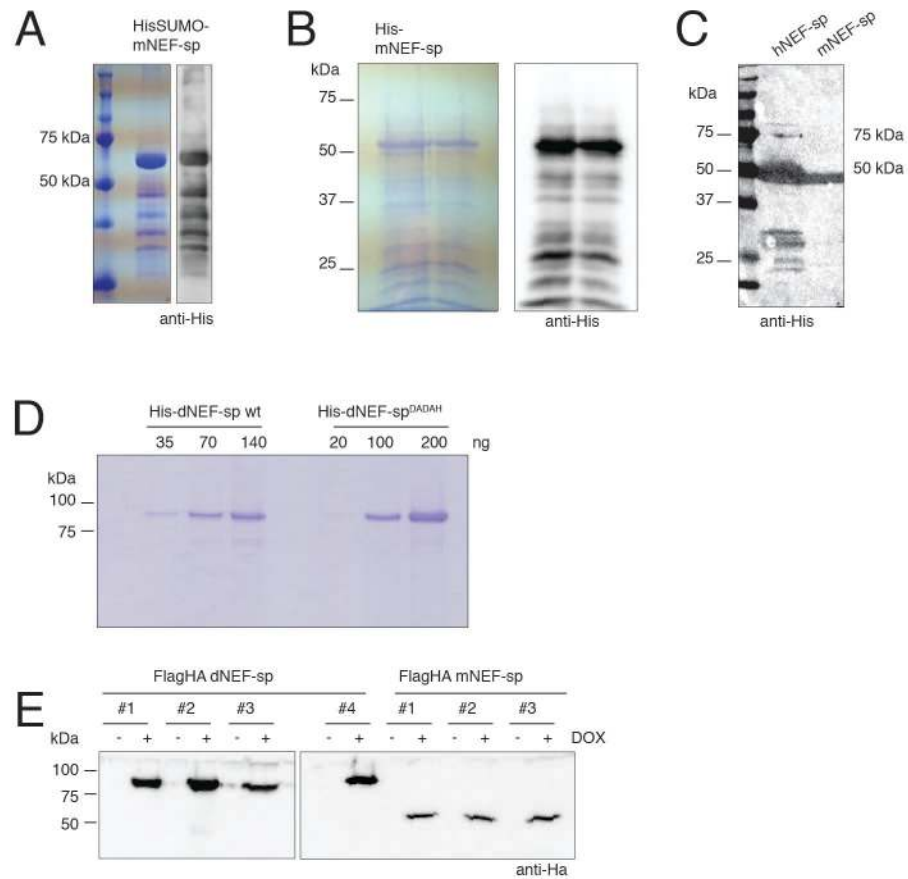 A
HisSUMO-
mNEF-sp
75 kDa
50 kDa
anti-His
B
His-
mNEF-sp
kDa
75
50
37
25
anti-His
C
hNEF-sp
mNEF-sp
kDa
75
50
37
25
75 kDa
50 kDa
anti-His
D
His-dNEF-sp wt
His-dNEF-spDADAH
35 70 140 20 100 200 ng
kDa
100
75
E
FlagHA dNEF-sp
FlagHA mNEF-sp
#1 #2 #3 #4 #1 #2 #3
kDa - + - + - + - + - + - + - + DOX
100
75
50
anti-Ha